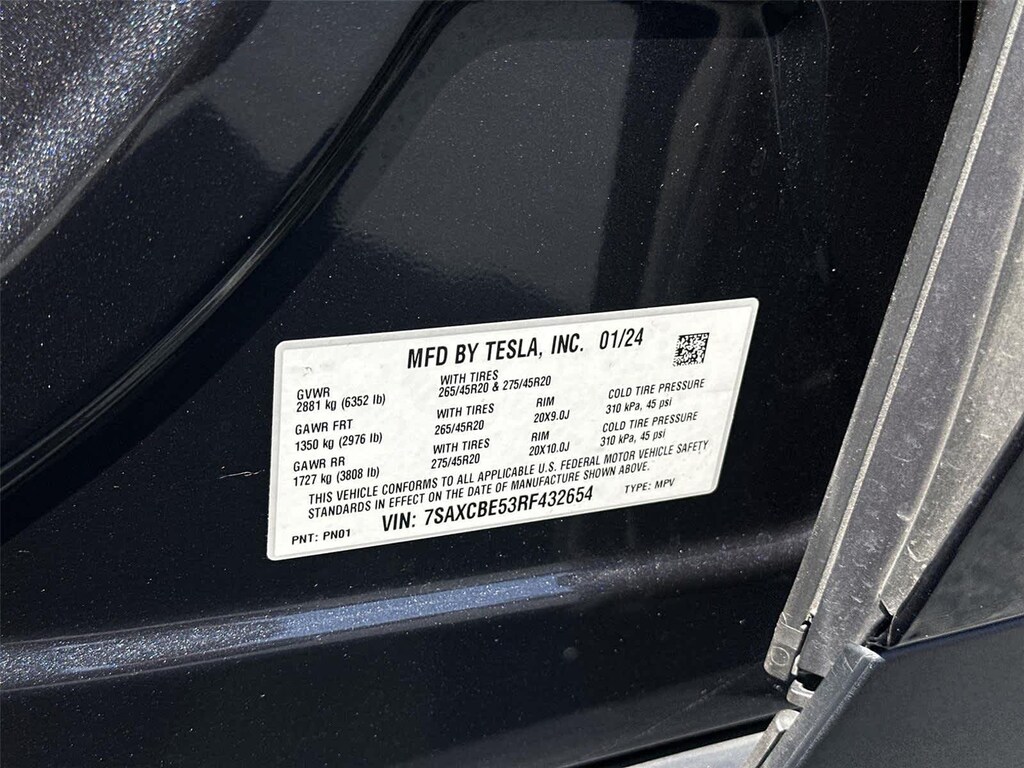 MFD BY TESLA, INC. 01/24
GVWR
2881 kg (6352 lb)
WITH TIRES
265/45R20 & 275/45R20
GAWR FRT
1350 kg (2976 lb)
WITH TIRES
265/45R20
RIM
20X9.0J
COLD TIRE PRESSURE
310 kPa, 45 psi
GAWR RR
1727 kg (3808 lb)
WITH TIRES
275/45R20
RIM
20X10.0J
COLD TIRE PRESSURE
310 kPa, 45 psi
THIS VEHICLE CONFORMS TO ALL APPLICABLE U.S. FEDERAL MOTOR VEHICLE SAFETY
STANDARDS IN EFFECT ON THE DATE OF MANUFACTURE SHOWN ABOVE.
PNT: PN01
VIN: 7SAXCBE53RF432654
TYPE: MPV